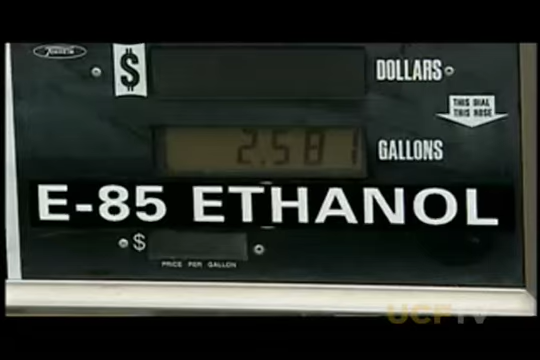 $ DOLLARS
THIS DIAL
THIS HOSE
2.581 GALLONS
E-85 ETHANOL
$
PRICE PER GALLON
UCFTV